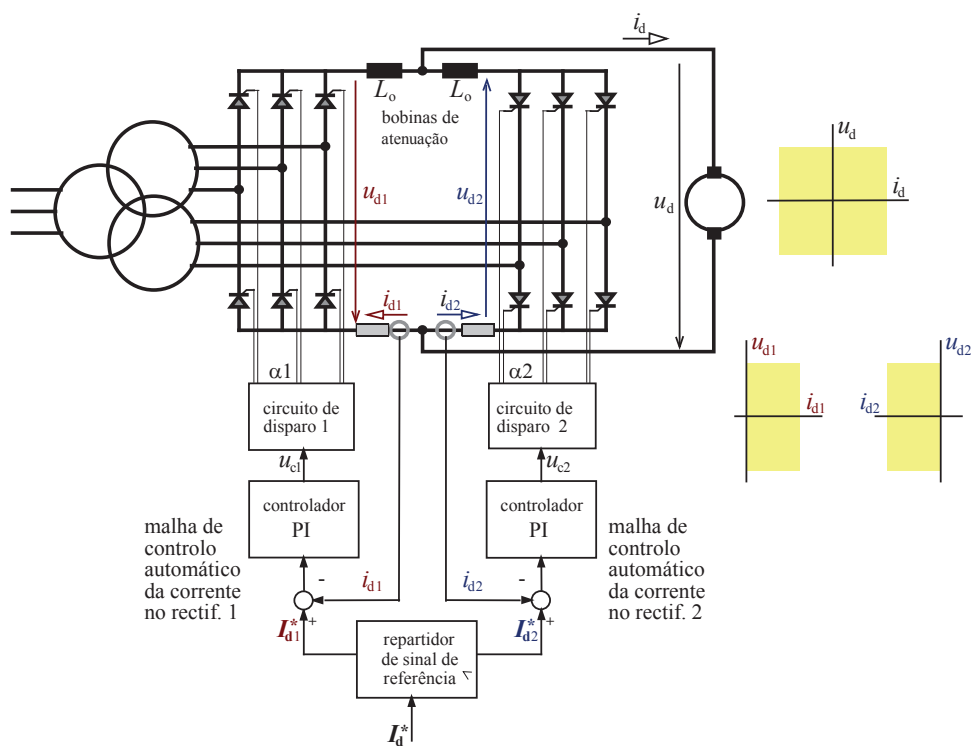 i_d
L_o
L_o
bobinas de
atenuação
u_d1
u_d2
u_d
u_d
i_d
i_d1
i_d2
u_d1
u_d2
i_d1
i_d2
α1
α2
circuito de
disparo 1
circuito de
disparo 2
u_c1
u_c2
controlador
PI
controlador
PI
malha de
controlo
automático
da corrente
no rectif. 1
malha de
controlo
automático
da corrente
no rectif. 2
-
i_d1
i_d2
-
I_d1^*
+
I_d2^*
+
repartidor
de sinal de
referência
I_d^*